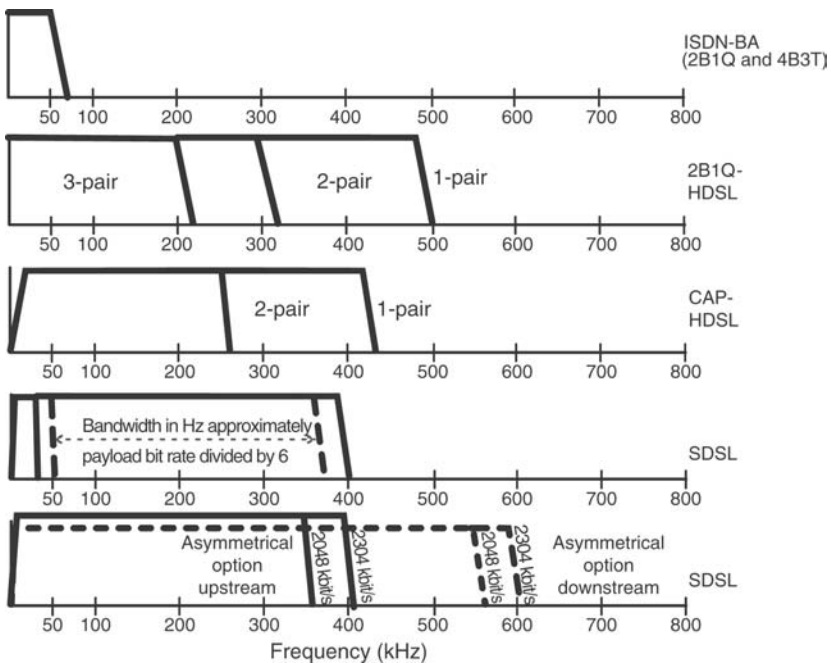 ISDN-BA
(2B1Q and 4B3T)
50 100 200 300 400 500 600 700 800
3-pair 2-pair 1-pair 2B1Q-
HDSL
50 100 200 300 400 500 600 700 800
2-pair 1-pair CAP-
HDSL
50 100 200 300 400 500 600 700 800
Bandwidth in Hz approximately
payload bit rate divided by 6
SDSL
50 100 200 300 400 500 600 700 800
Asymmetrical
option
upstream
2048 kbit/s
2304 kbit/s
2048 kbit/s
2304 kbit/s
Asymmetrical
option
downstream
SDSL
50 100 200 300 400 500 600 700 800
Frequency (kHz)